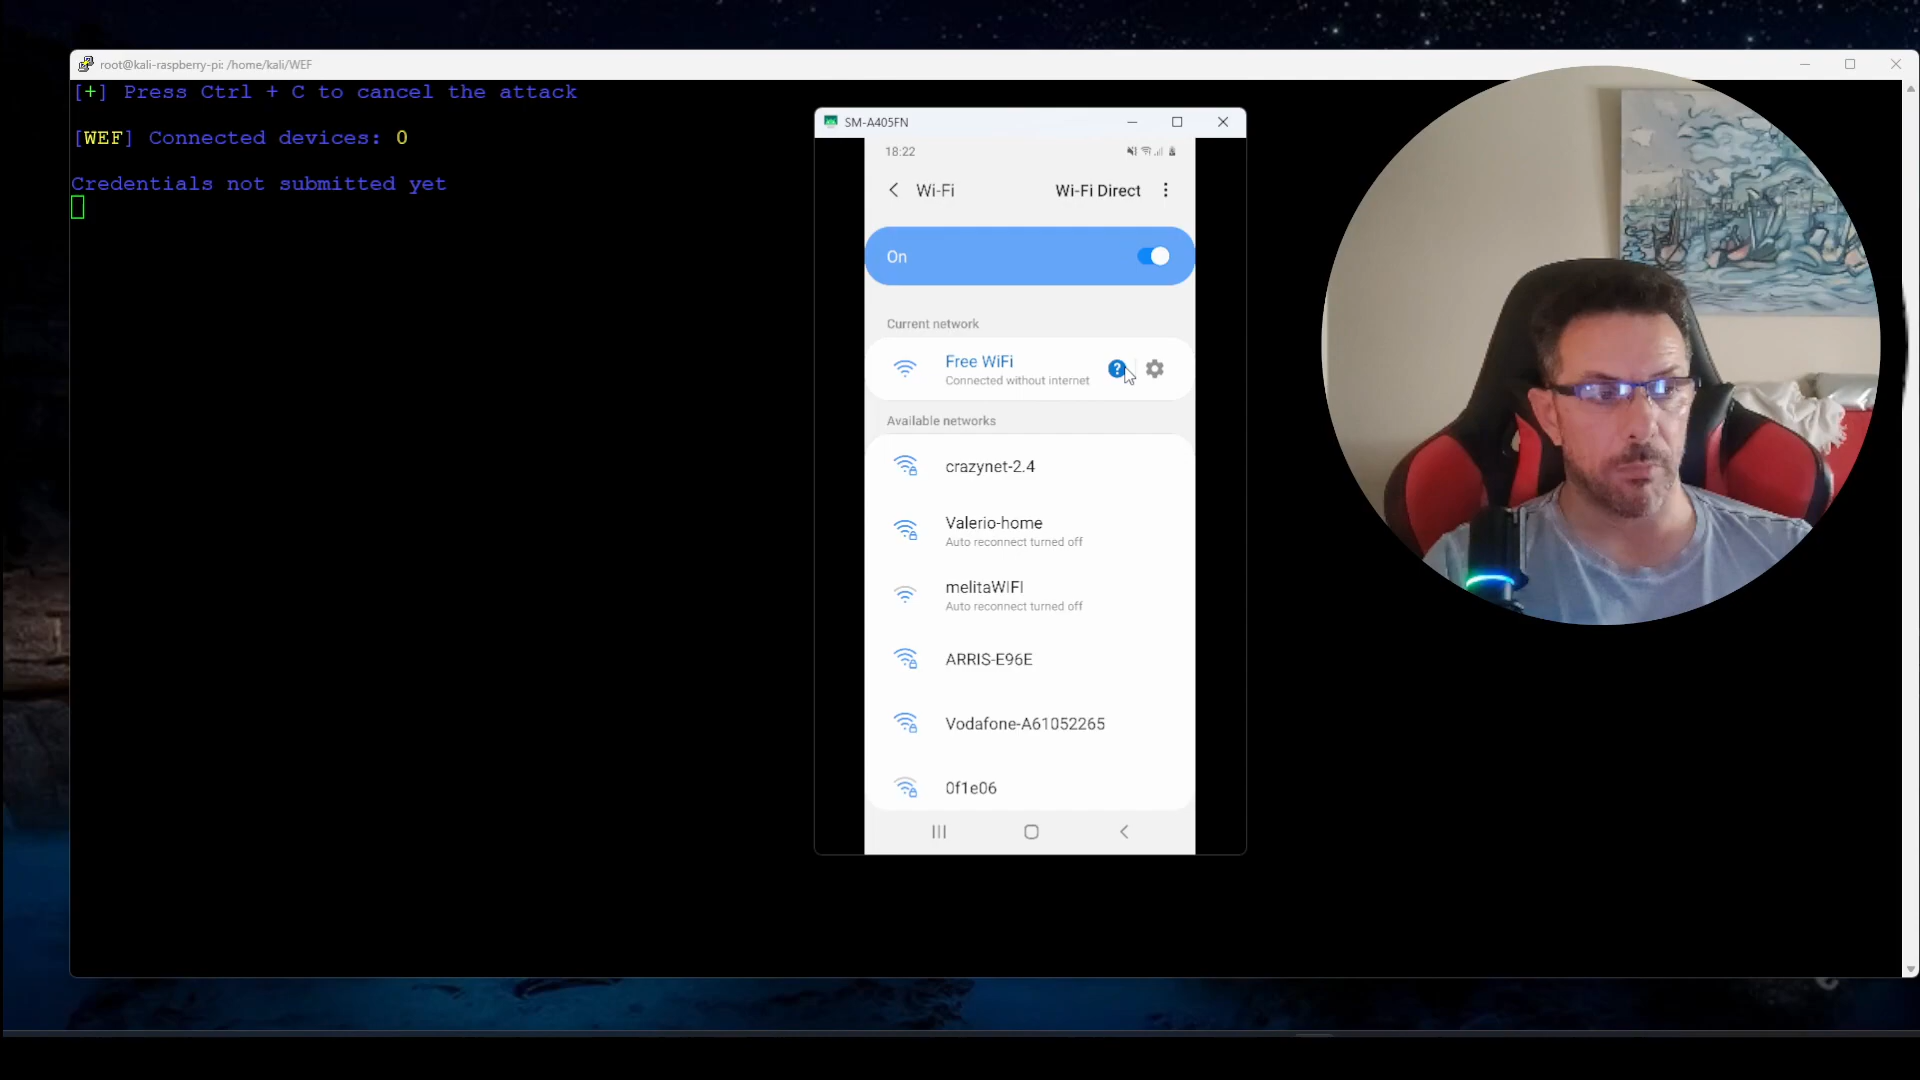 root@kali-raspberry-pi: /home/kali/WEF
[+] Press Ctrl + C to cancel the attack
[WEF] Connected devices: 0
Credentials not submitted yet
SM-A405FN
18:22
Wi-Fi
Wi-Fi Direct
On
Current network
Free WiFi
Connected without internet
?
Available networks
crazynet-2.4
Valerio-home
Auto reconnect turned off
melitaWIFI
Auto reconnect turned off
ARRIS-E96E
Vodafone-A61052265
0f1e06